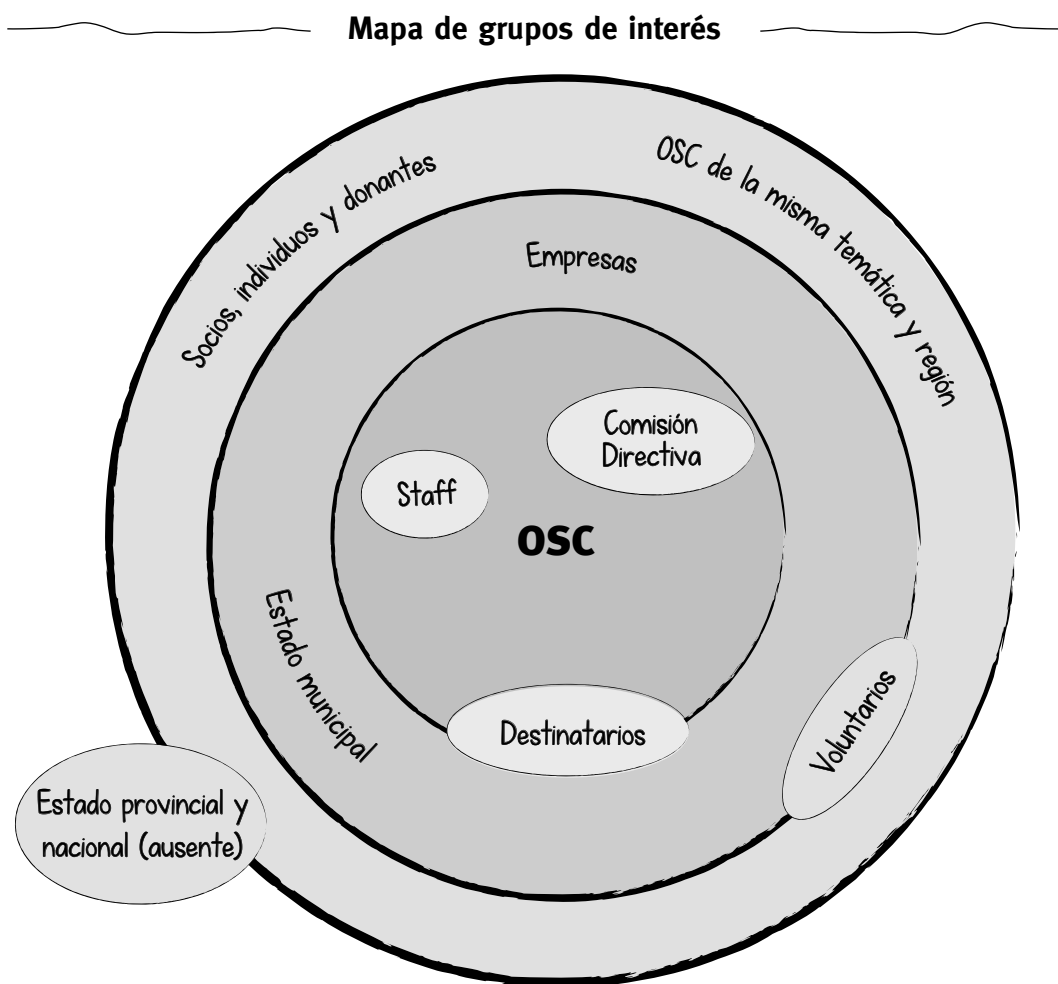 Mapa de grupos de interés
Socios, individuos y donantes
OSC de la misma temática y región
Empresas
Comisión
Directiva
Staff
OSC
Estado municipal
Destinatarios
Voluntarios
Estado provincial y
nacional (ausente)